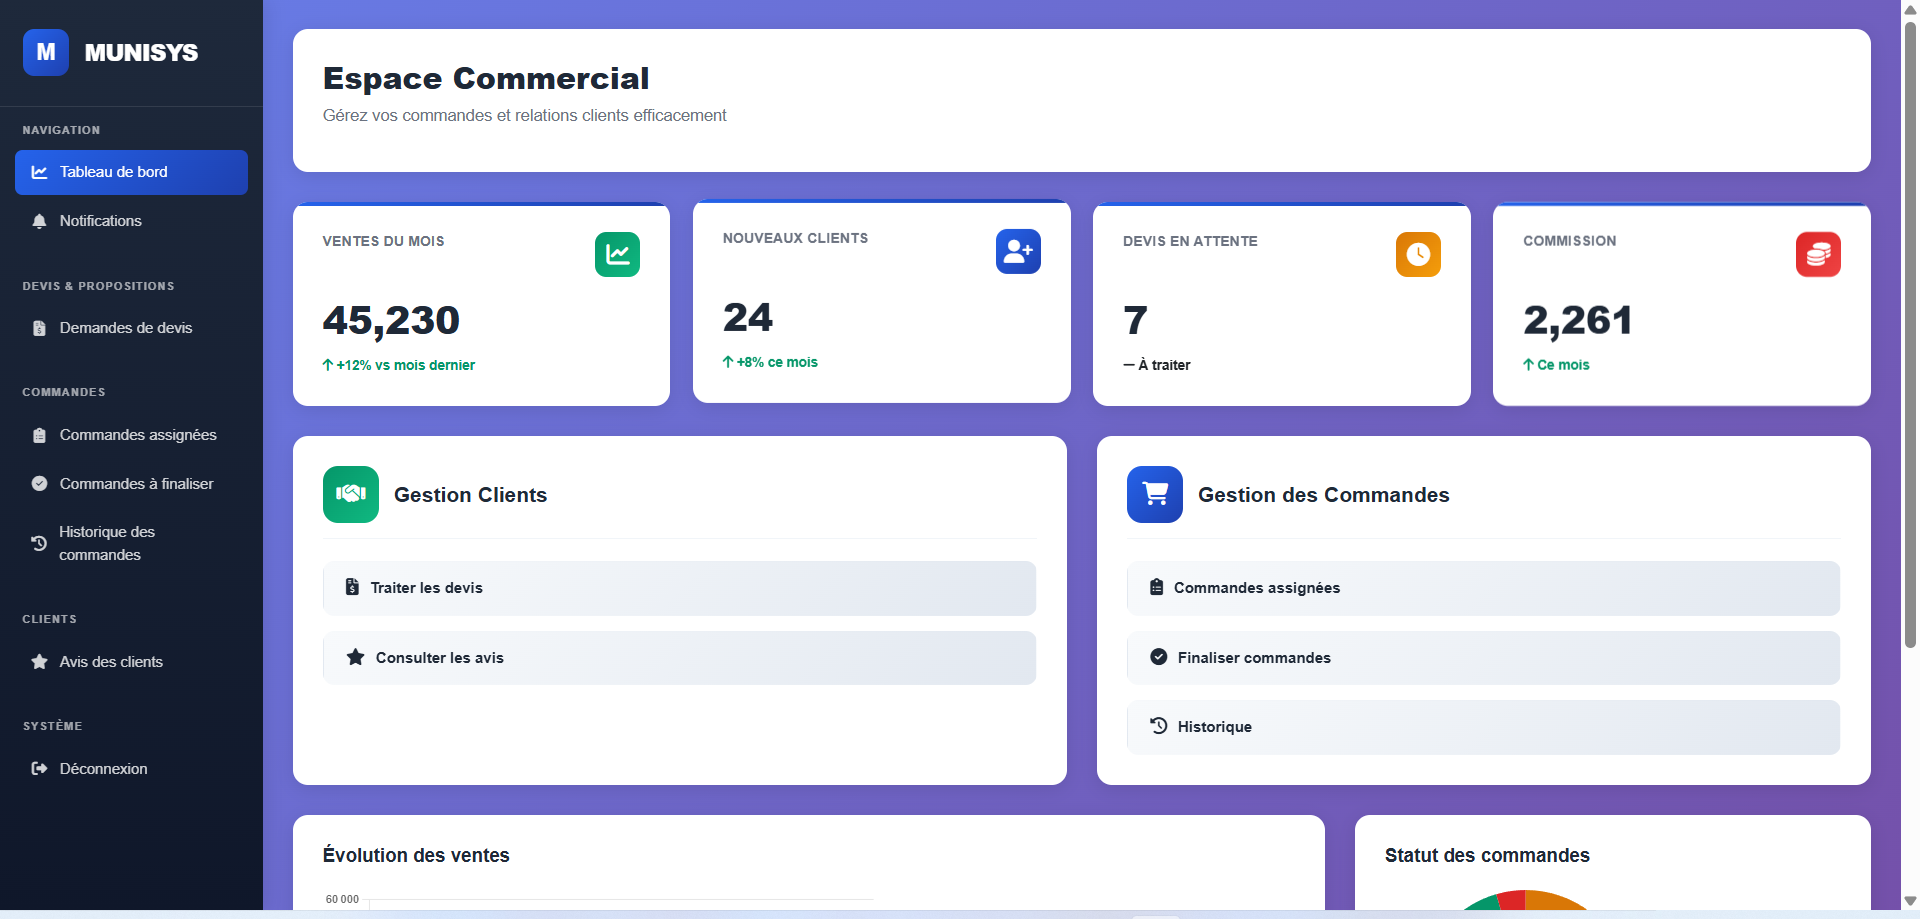 M MUNISYS
NAVIGATION
Tableau de bord
Notifications
DEVIS & PROPOSITIONS
Demandes de devis
COMMANDES
Commandes assignées
Commandes à finaliser
Historique des
commandes
CLIENTS
Avis des clients
SYSTÈME
Déconnexion
Espace Commercial
Gérez vos commandes et relations clients efficacement
VENTES DU MOIS
45,230
+12% vs mois dernier
NOUVEAUX CLIENTS
24
+8% ce mois
DEVIS EN ATTENTE
7
À traiter
COMMISSION
2,261
Ce mois
Gestion Clients
Traiter les devis
Consulter les avis
Gestion des Commandes
Commandes assignées
Finaliser commandes
Historique
Évolution des ventes
60 000
Statut des commandes